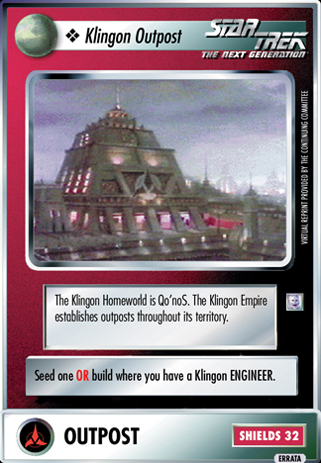 ❖ Klingon Outpost
STAR TREK
THE NEXT GENERATION
VIRTUAL REPRINT PROVIDED BY THE CONTINUING COMMITTEE
The Klingon Homeworld is Qo'noS. The Klingon Empire
establishes outposts throughout its territory.
Seed one OR build where you have a Klingon ENGINEER.
OUTPOST
SHIELDS 32
ERRATA